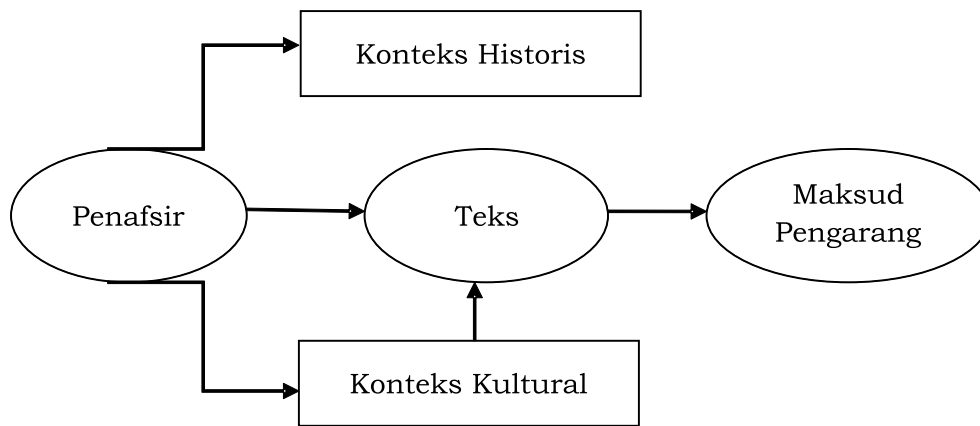 Konteks Historis
Penafsir
Teks
Maksud
Pengarang
Konteks Kultural